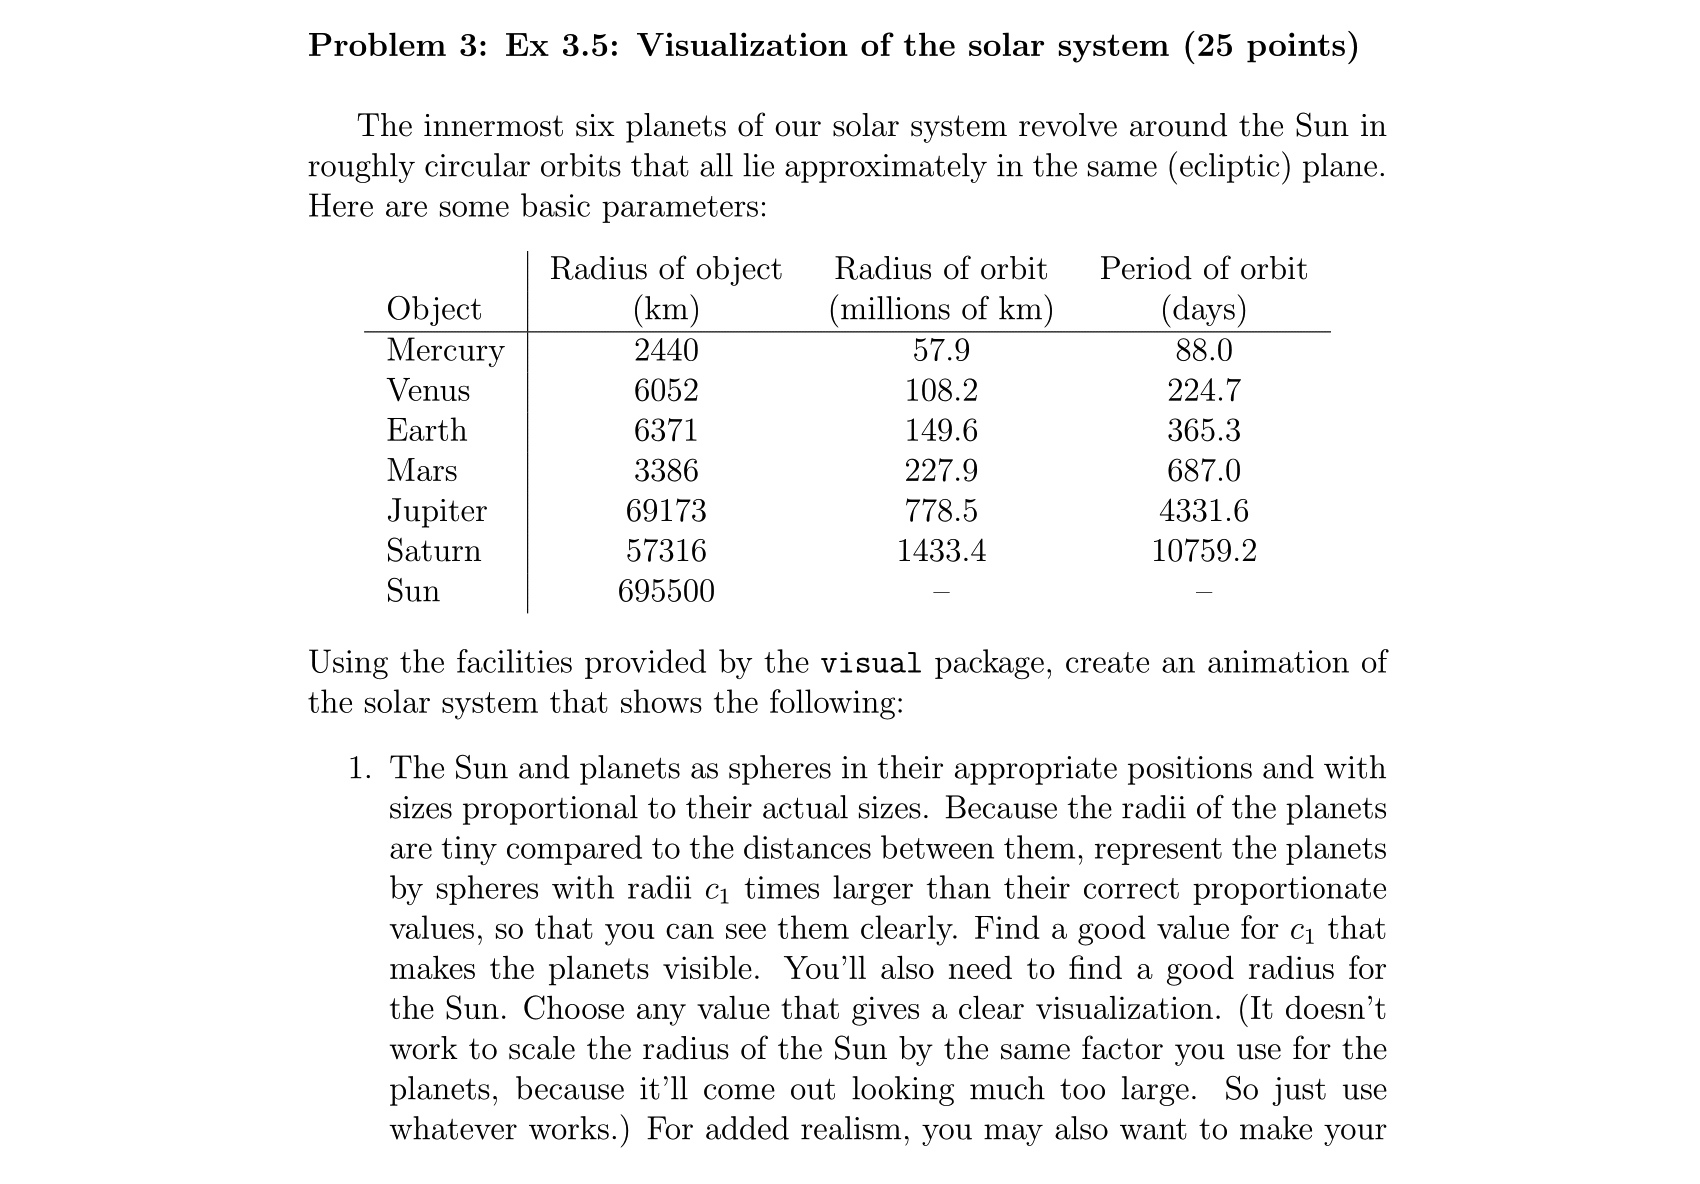 Problem 3: Ex 3.5: Visualization of the solar system (25 points)
The innermost six planets of our solar system revolve around the Sun in
roughly circular orbits that all lie approximately in the same (ecliptic) plane.
Here are some basic parameters:
Radius of object Radius of orbit Period of orbit
Object (km) (millions of km) (days)
Mercury 2440 57.9 88.0
Venus 6052 108.2 224.7
Earth 6371 149.6 365.3
Mars 3386 227.9 687.0
Jupiter 69173 778.5 4331.6
Saturn 57316 1433.4 10759.2
Sun 695500 – –
Using the facilities provided by the visual package, create an animation of
the solar system that shows the following:
1. The Sun and planets as spheres in their appropriate positions and with
sizes proportional to their actual sizes. Because the radii of the planets
are tiny compared to the distances between them, represent the planets
by spheres with radii c₁ times larger than their correct proportionate
values, so that you can see them clearly. Find a good value for c₁ that
makes the planets visible. You'll also need to find a good radius for
the Sun. Choose any value that gives a clear visualization. (It doesn't
work to scale the radius of the Sun by the same factor you use for the
planets, because it'll come out looking much too large. So just use
whatever works.) For added realism, you may also want to make your